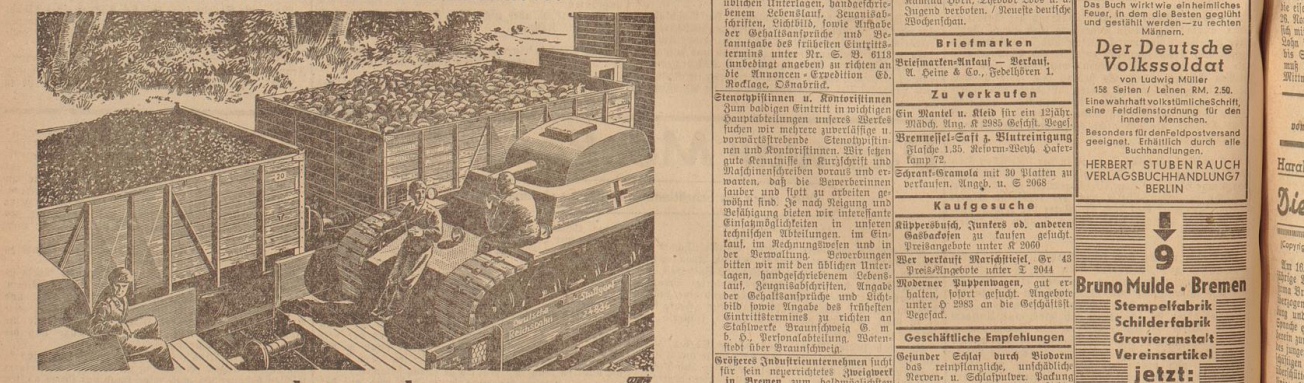 20
Stuttgart
üblichen Unterlagen, handgeschrie-
benem Lebenslauf, Zeugnisab-
schriften, Lichtbild, sowie Angabe
der Gehaltsansprüche und Be-
kanntgabe des frühesten Eintritts-
termins unter Nr. S. B. 6118
(unbedingt angeben) zu richten an
die Annoncen-Expedition Ed.
Rocklage, Osnabrück.
Stenotypistinnen u. Kontoristinnen
Zum baldigen Eintritt in wichtigen
Hauptabteilungen unseres Werkes
suchen wir mehrere zuverlässige u.
vorwärtsstrebende Stenotypistin-
nen und Kontoristinnen. Wir setzen
gute Kenntnisse in Kurzschrift und
Maschinenschreiben voraus und er-
warten, daß die Bewerberinnen
sauber und flott zu arbeiten ge-
wöhnt sind. Je nach Neigung und
Befähigung bieten wir interessante
Einsatzmöglichkeiten in unseren
technischen Abteilungen, im Ein-
kauf, im Rechnungswesen und in
der Verwaltung. Bewerbungen
bitten wir mit den üblichen Unter-
lagen, handgeschriebenem Lebens-
lauf, Zeugnisabschriften, Angabe
der Gehaltsansprüche und Licht-
bild sowie Angabe des frühesten
Eintrittstermins zu richten an
Stahlwerke Braunschweig G. m.
b. H., Personalabteilung, Waten-
stedt über Braunschweig.
Größeres Industrieunternehmen sucht
für sein neuerrichtetes Zweigwerk
in Bremen zum baldmöglichsten
Jugend verboten. / Neueste deutsche
Wochenschau.
Briefmarken
Briefmarken-Ankauf — Verkauf.
A. Heine & Co., Fedelhören 1.
Zu verkaufen
Ein Mantel u. Kleid für ein 12jähr.
Mädch. Ang. K 2985 Geschst. Veges.
Brennessel-Saft z. Blutreinigung
Flasche 1.35. Reform-Weyh, Hafer-
kamp 72.
Schrank-Gramola mit 30 Platten zu
verkaufen. Angeb. u. S 2068
Kaufgesuche
Küppersbusch, Junkers od. anderen
Gasbackofen zu kaufen gesucht.
Preisangebote unter K 2060
Wer verkauft Marschstiefel, Gr. 43
Preis-Angebote unter T 2044
Moderner Puppenwagen, gut er-
halten, sofort gesucht. Angebote
unter H 2983 an die Geschäftsst.
Vegesack.
Geschäftliche Empfehlungen
Gesunder Schlaf durch Biodorm
das reinpflanzliche, unschädliche
Nerven- u. Schlafpulver. Packung
Das Buch wirkt wie ein heimliches
Feuer, in dem die Besten geglüht
und gestählt werden—zu rechten
Männern.
Der Deutsche
Volkssoldat
von Ludwig Müller
158 Seiten / Leinen RM. 2.50.
Eine wahrhaft volkstümliche Schrift,
eine Felddienstordnung für den
inneren Menschen.
Besonders für den Feldpostversand
geeignet. Erhältlich durch alle
Buchhandlungen.
HERBERT STUBENRAUCH
VERLAGSBUCHHANDLUNG 7
BERLIN
9
Bruno Mulde · Bremen
Stempelfabrik
Schilderfabrik
Gravieranstalt
Vereinsartikel
jetzt: